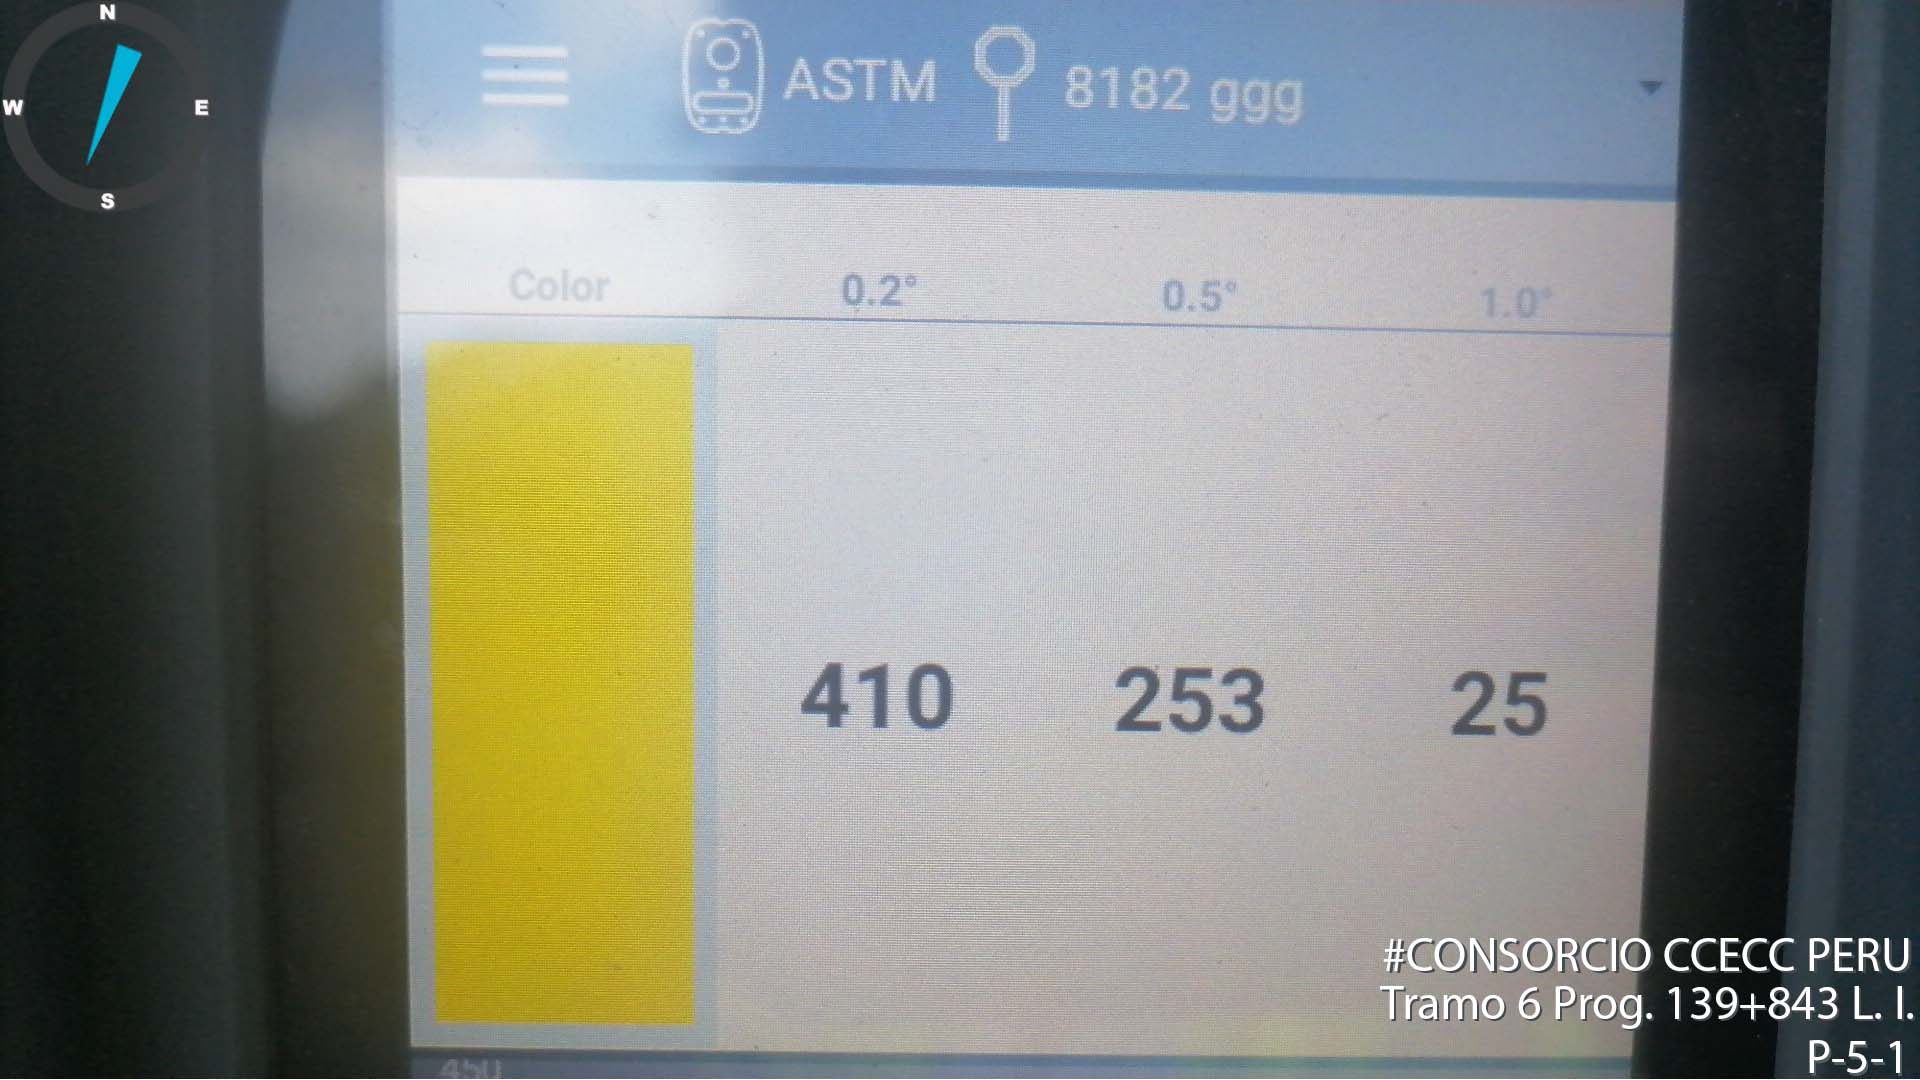 N
W E
S
ASTM 8182 ggg
Color 0.2° 0.5° 1.0°
410 253 25
#CONSORCIO CCECC PERU
Tramo 6 Prog. 139+843 L. I.
P-5-1